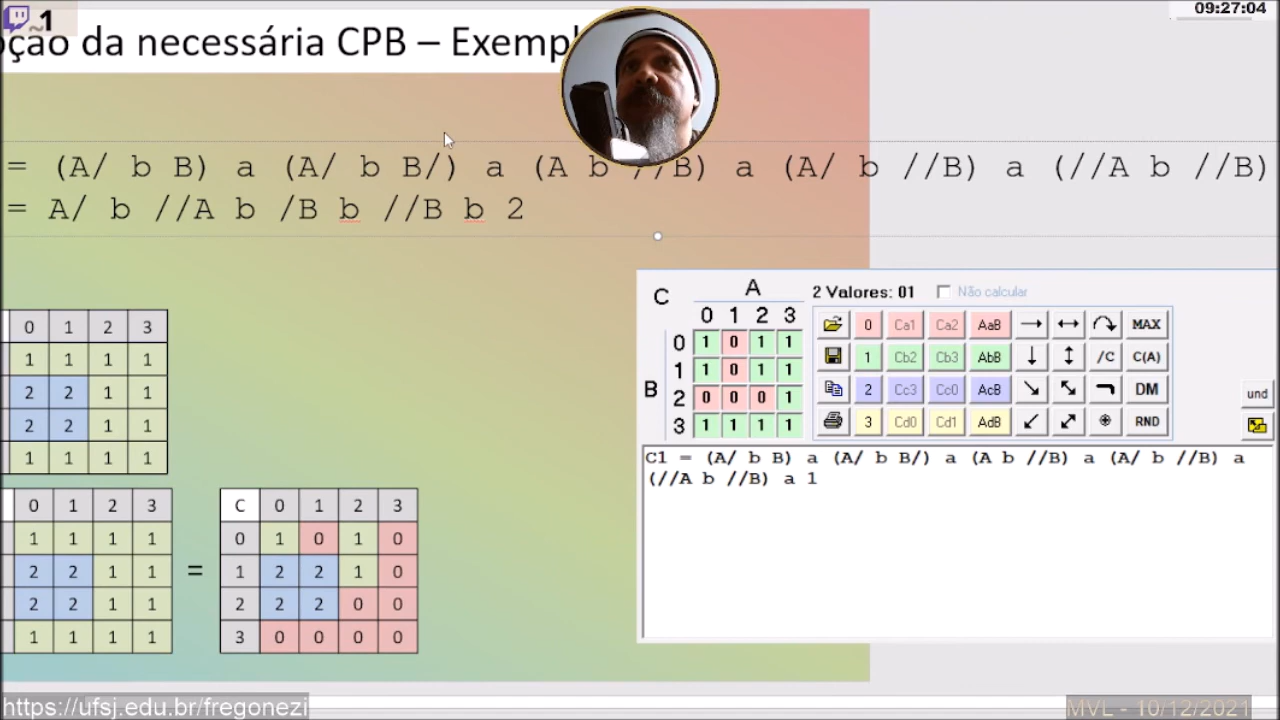 1
09:27:04
ção da necessária CPB – Exempl
= (A/ b B) a (A/ b B/) a (A b //B) a (A/ b //B) a (//A b //B)
= A/ b //A b /B b //B b 2
0 1 2 3
1 1 1 1
2 2 1 1
2 2 1 1
1 1 1 1
0 1 2 3
1 1 1 1
2 2 1 1
2 2 1 1
1 1 1 1
=
C 0 1 2 3
0 1 0 1 0
1 2 2 1 0
2 2 2 0 0
3 0 0 0 0
C A
0 1 2 3
B
0 1 0 1 1
1 1 0 1 1
2 0 0 0 1
3 1 1 1 1
2 Valores: 01 Não calcular
0 Ca1 Ca2 AaB MAX
1 Cb2 Cb3 AbB /C C(A)
2 Cc3 Cc0 AcB DM
3 Cd0 Cd1 AdB RND
und
C1 = (A/ b B) a (A/ b B/) a (A b //B) a (A/ b //B) a
(//A b //B) a 1
https://ufsj.edu.br/fregonezi
MVL - 10/12/2021